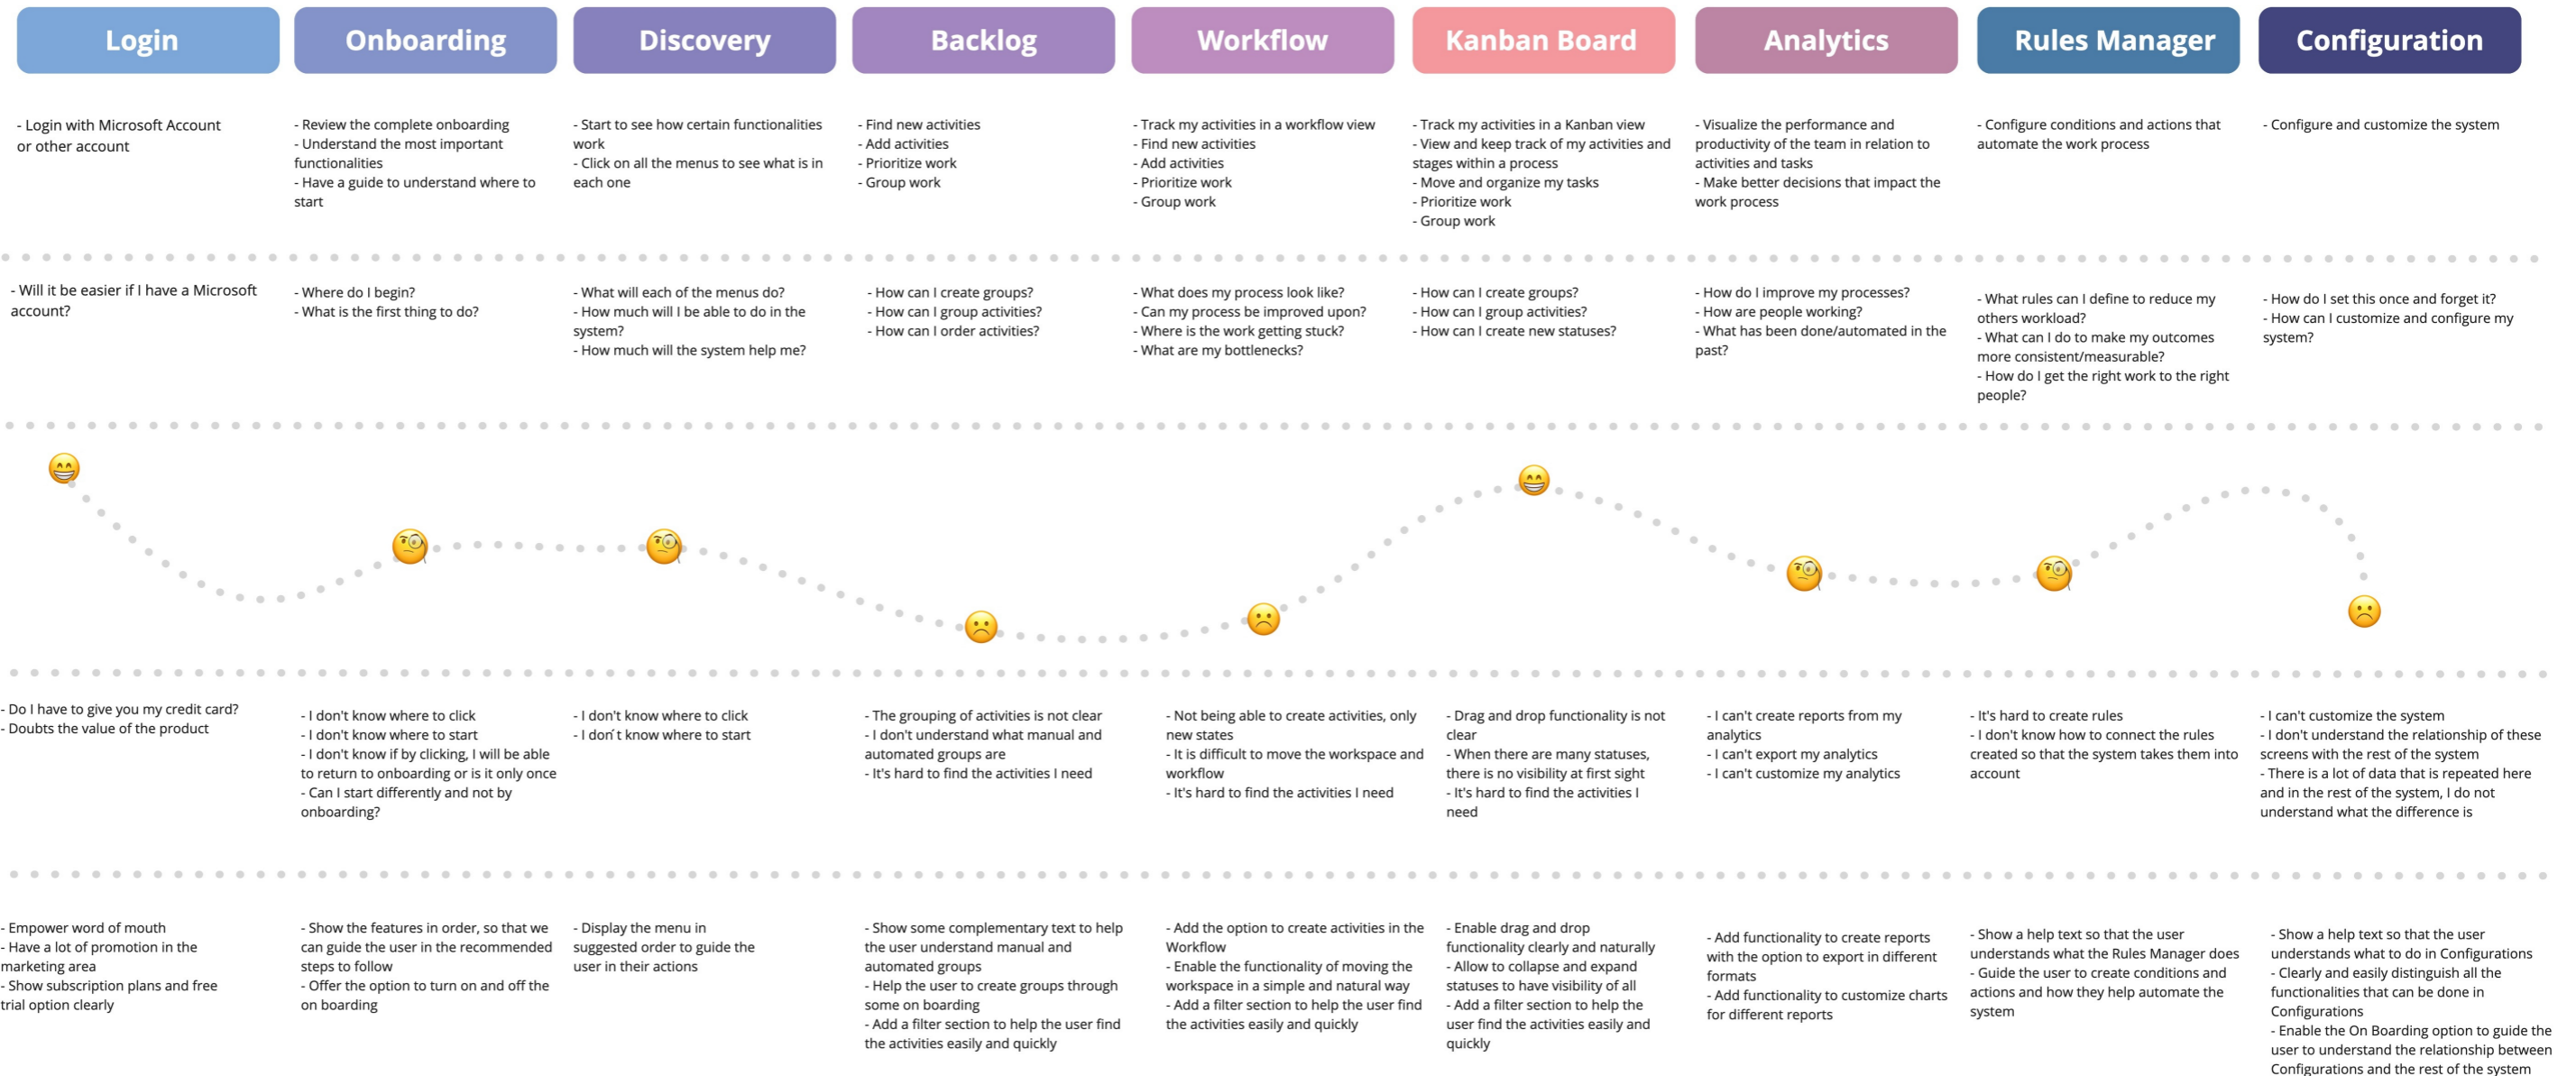 Login
Onboarding
Discovery
Backlog
Workflow
Kanban Board
Analytics
Rules Manager
Configuration
- Login with Microsoft Account
or other account
- Review the complete onboarding
- Understand the most important
functionalities
- Have a guide to understand where to
start
- Start to see how certain functionalities
work
- Click on all the menus to see what is in
each one
- Find new activities
- Add activities
- Prioritize work
- Group work
- Track my activities in a workflow view
- Find new activities
- Add activities
- Prioritize work
- Group work
- Track my activities in a Kanban view
- View and keep track of my activities and
stages within a process
- Move and organize my tasks
- Prioritize work
- Group work
- Visualize the performance and
productivity of the team in relation to
activities and tasks
- Make better decisions that impact the
work process
- Configure conditions and actions that
automate the work process
- Configure and customize the system
- Will it be easier if I have a Microsoft
account?
- Where do I begin?
- What is the first thing to do?
- What will each of the menus do?
- How much will I be able to do in the
system?
- How much will the system help me?
- How can I create groups?
- How can I group activities?
- How can I order activities?
- What does my process look like?
- Can my process be improved upon?
- Where is the work getting stuck?
- What are my bottlenecks?
- How can I create groups?
- How can I group activities?
- How can I create new statuses?
- How do I improve my processes?
- How are people working?
- What has been done/automated in the
past?
- What rules can I define to reduce my
others workload?
- What can I do to make my outcomes
more consistent/measurable?
- How do I get the right work to the right
people?
- How do I set this once and forget it?
- How can I customize and configure my
system?
- Do I have to give you my credit card?
- Doubts the value of the product
- I don't know where to click
- I don't know where to start
- I don't know if by clicking, I will be able
to return to onboarding or is it only once
- Can I start differently and not by
onboarding?
- I don't know where to click
- I don´t know where to start
- The grouping of activities is not clear
- I don't understand what manual and
automated groups are
- It's hard to find the activities I need
- Not being able to create activities, only
new states
- It is difficult to move the workspace and
workflow
- It's hard to find the activities I need
- Drag and drop functionality is not
clear
- When there are many statuses,
there is no visibility at first sight
- It's hard to find the activities I
need
- I can't create reports from my
analytics
- I can't export my analytics
- I can't customize my analytics
- It's hard to create rules
- I don't know how to connect the rules
created so that the system takes them into
account
- I can't customize the system
- I don't understand the relationship of these
screens with the rest of the system
- There is a lot of data that is repeated here
and in the rest of the system, I do not
understand what the difference is
- Empower word of mouth
- Have a lot of promotion in the
marketing area
- Show subscription plans and free
trial option clearly
- Show the features in order, so that we
can guide the user in the recommended
steps to follow
- Offer the option to turn on and off the
on boarding
- Display the menu in
suggested order to guide the
user in their actions
- Show some complementary text to help
the user understand manual and
automated groups
- Help the user to create groups through
some on boarding
- Add a filter section to help the user find
the activities easily and quickly
- Add the option to create activities in the
Workflow
- Enable the functionality of moving the
workspace in a simple and natural way
- Add a filter section to help the user find
the activities easily and quickly
- Enable drag and drop
functionality clearly and naturally
- Allow to collapse and expand
statuses to have visibility of all
- Add a filter section to help the
user find the activities easily and
quickly
- Add functionality to create reports
with the option to export in different
formats
- Add functionality to customize charts
for different reports
- Show a help text so that the user
understands what the Rules Manager does
- Guide the user to create conditions and
actions and how they help automate the
system
- Show a help text so that the user
understands what to do in Configurations
- Clearly and easily distinguish all the
functionalities that can be done in
Configurations
- Enable the On Boarding option to guide the
user to understand the relationship between
Configurations and the rest of the system